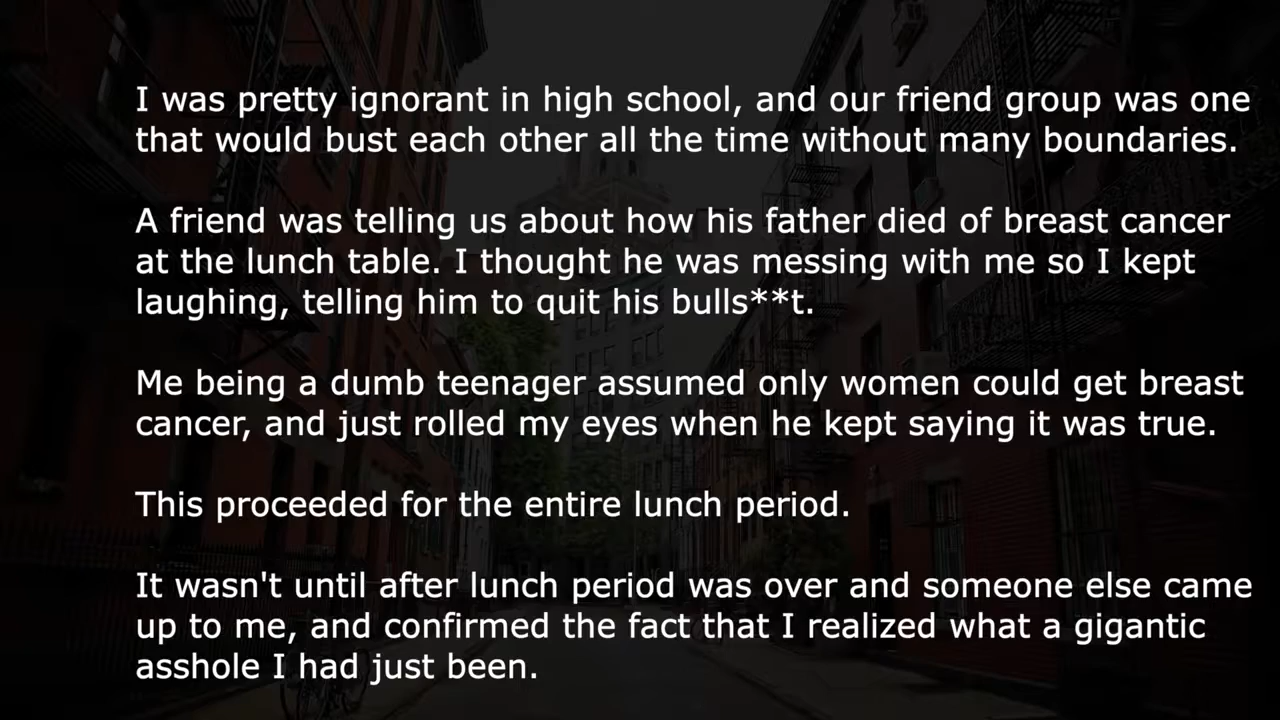 I was pretty ignorant in high school, and our friend group was one
that would bust each other all the time without many boundaries.
A friend was telling us about how his father died of breast cancer
at the lunch table. I thought he was messing with me so I kept
laughing, telling him to quit his bulls**t.
Me being a dumb teenager assumed only women could get breast
cancer, and just rolled my eyes when he kept saying it was true.
This proceeded for the entire lunch period.
It wasn't until after lunch period was over and someone else came
up to me, and confirmed the fact that I realized what a gigantic
asshole I had just been.